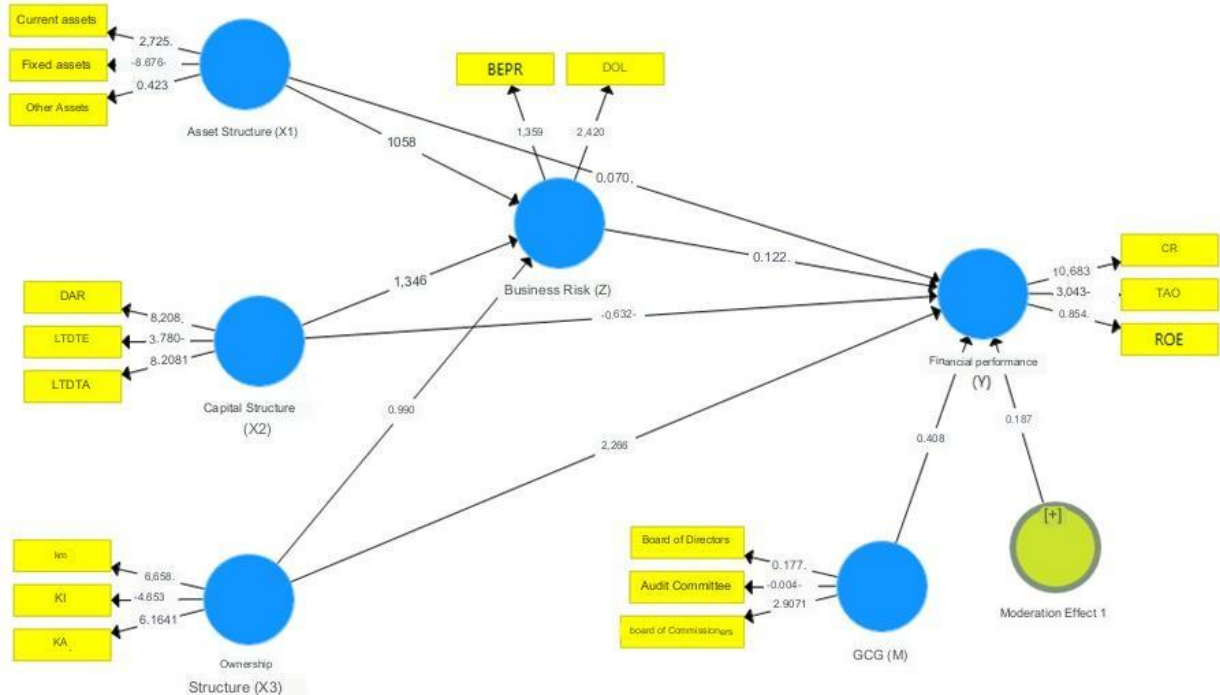 Current assets
2,725.
Fixed assets
-8.676-
0.423
Other Assets
Asset Structure (X1)
BEPR
DOL
1,359
2,420
1058
0.070,
Business Risk (Z)
0.122.
1,346
DAR
8,208,
LTDTE
3.780-
8.2081
LTDTA
Capital Structure
(X2)
-0.632-
CR
10,683
TAO
3,043-
0.854.
ROE
Financial performance
(Y)
0.990
2,266
0.408
0.187
km
6,658.
KI
-4.653
6.1641
KA
Ownership
Structure (X3)
Board of Directors
0.177.
Audit Committee
-0.004-
2.9071
board of Commissioners
GCG (M)
[+]
Moderation Effect 1